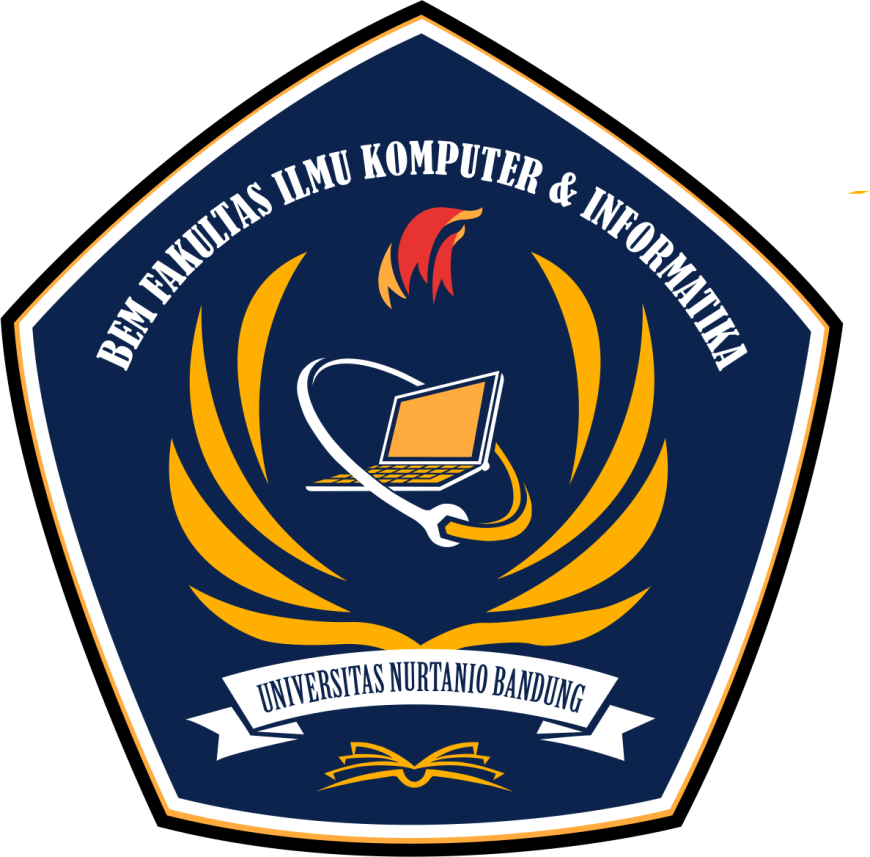 BEM FAKULTAS ILMU KOMPUTER & INFORMATIKA
UNIVERSITAS NURTANIO BANDUNG